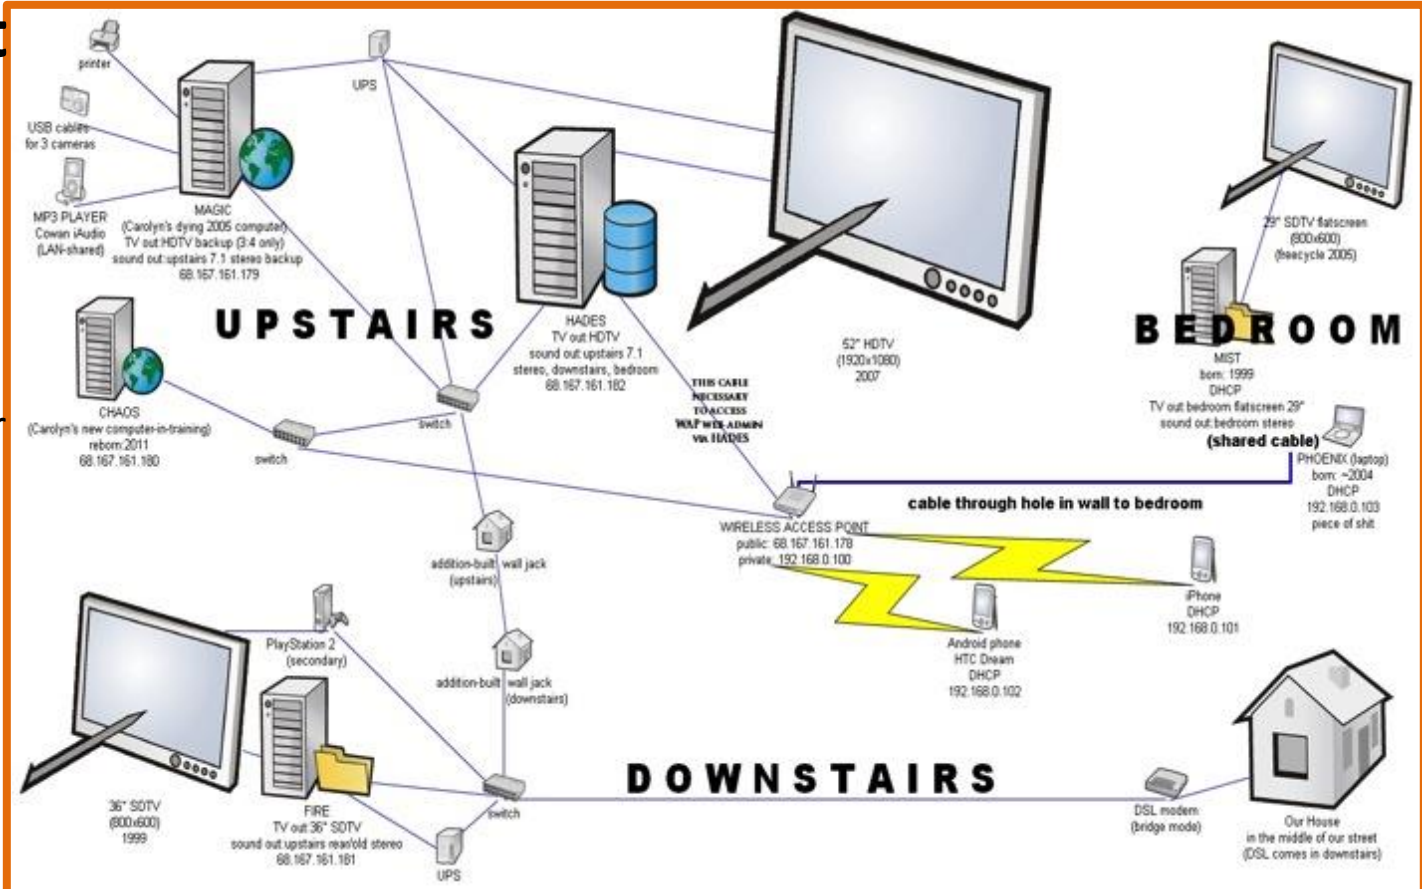 t
r
printer
USB cables
for 3 cameras
MP3 PLAYER
Cowan iAudio
(LAN-shared)
UPS
MAGIC
(Carolyn's dying 2005 computer)
TV out:HDTV backup (3:4 only)
sound out:upstairs 7.1 stereo backup
68.167.161.179
UPSTAIRS
CHAOS
(Carolyn's new computer-in-training)
reborn:2011
68.167.161.180
switch
switch
HADES
TV out HDTV
sound out:upstairs 7.1
stereo, downstairs, bedroom
68.167.161.182
52" HDTV
(1920x1080)
2007
THIS CABLE
NECESSARY
TO ACCESS
WAP WEB-ADMIN
VIA HADES
29" SDTV flatscreen
(800x600)
(freecycle 2005)
BEDROOM
MIST
born: 1999
DHCP
TV out:bedroom flatscreen 29"
sound out:bedroom stereo
(shared cable)
PHOENIX (laptop)
born: ~2004
DHCP
192.168.0.103
piece of shit
cable through hole in wall to bedroom
WIRELESS ACCESS POINT
public: 68.167.161.178
private: 192.168.0.100
iPhone
DHCP
192.168.0.101
Android phone
HTC Dream
DHCP
192.168.0.102
addition-built wall jack
(upstairs)
addition-built wall jack
(downstairs)
PlayStation 2
(secondary)
36" SDTV
(800x600)
1999
FIRE
TV out:36" SDTV
sound out:upstairs rear/old stereo
68.167.161.181
UPS
switch
DOWNSTAIRS
DSL modem
(bridge mode)
Our House
in the middle of our street
(DSL comes in downstairs)